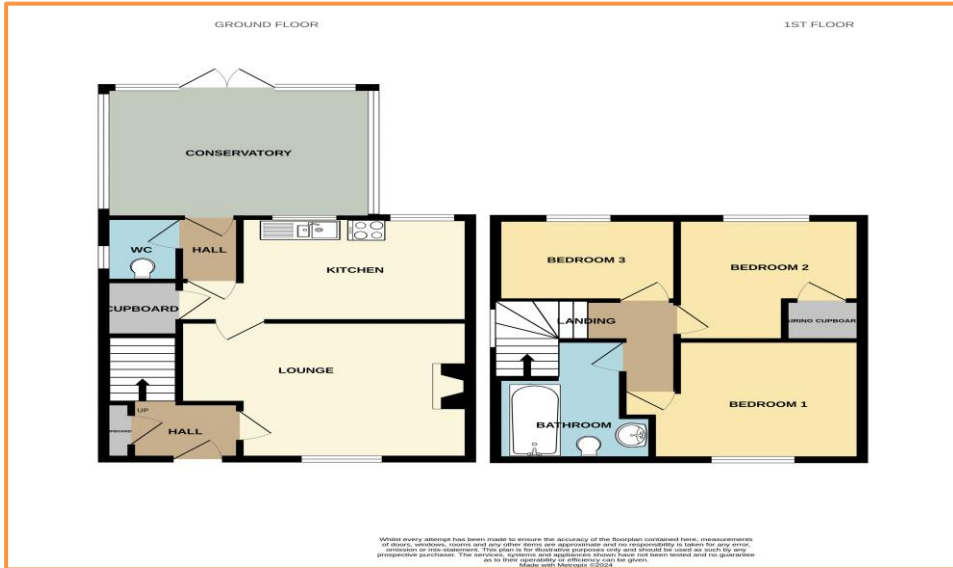 GROUND FLOOR
1ST FLOOR
CONSERVATORY
WC
HALL
KITCHEN
CUPBOARD
LOUNGE
UP
HALL
BEDROOM 3
BEDROOM 2
LANDING
AIRING CUPBOARD
BEDROOM 1
BATHROOM
Whilst every attempt has been made to ensure the accuracy of the floorplan contained here, measurements
of doors, windows, rooms and any other items are approximate and no responsibility is taken for any error,
omission or mis-statement. This plan is for illustrative purposes only and should be used as such by any
prospective purchaser. The services, systems and appliances shown have not been tested and no guarantee
as to their operability or efficiency can be given.
Made with Metropix ©2024